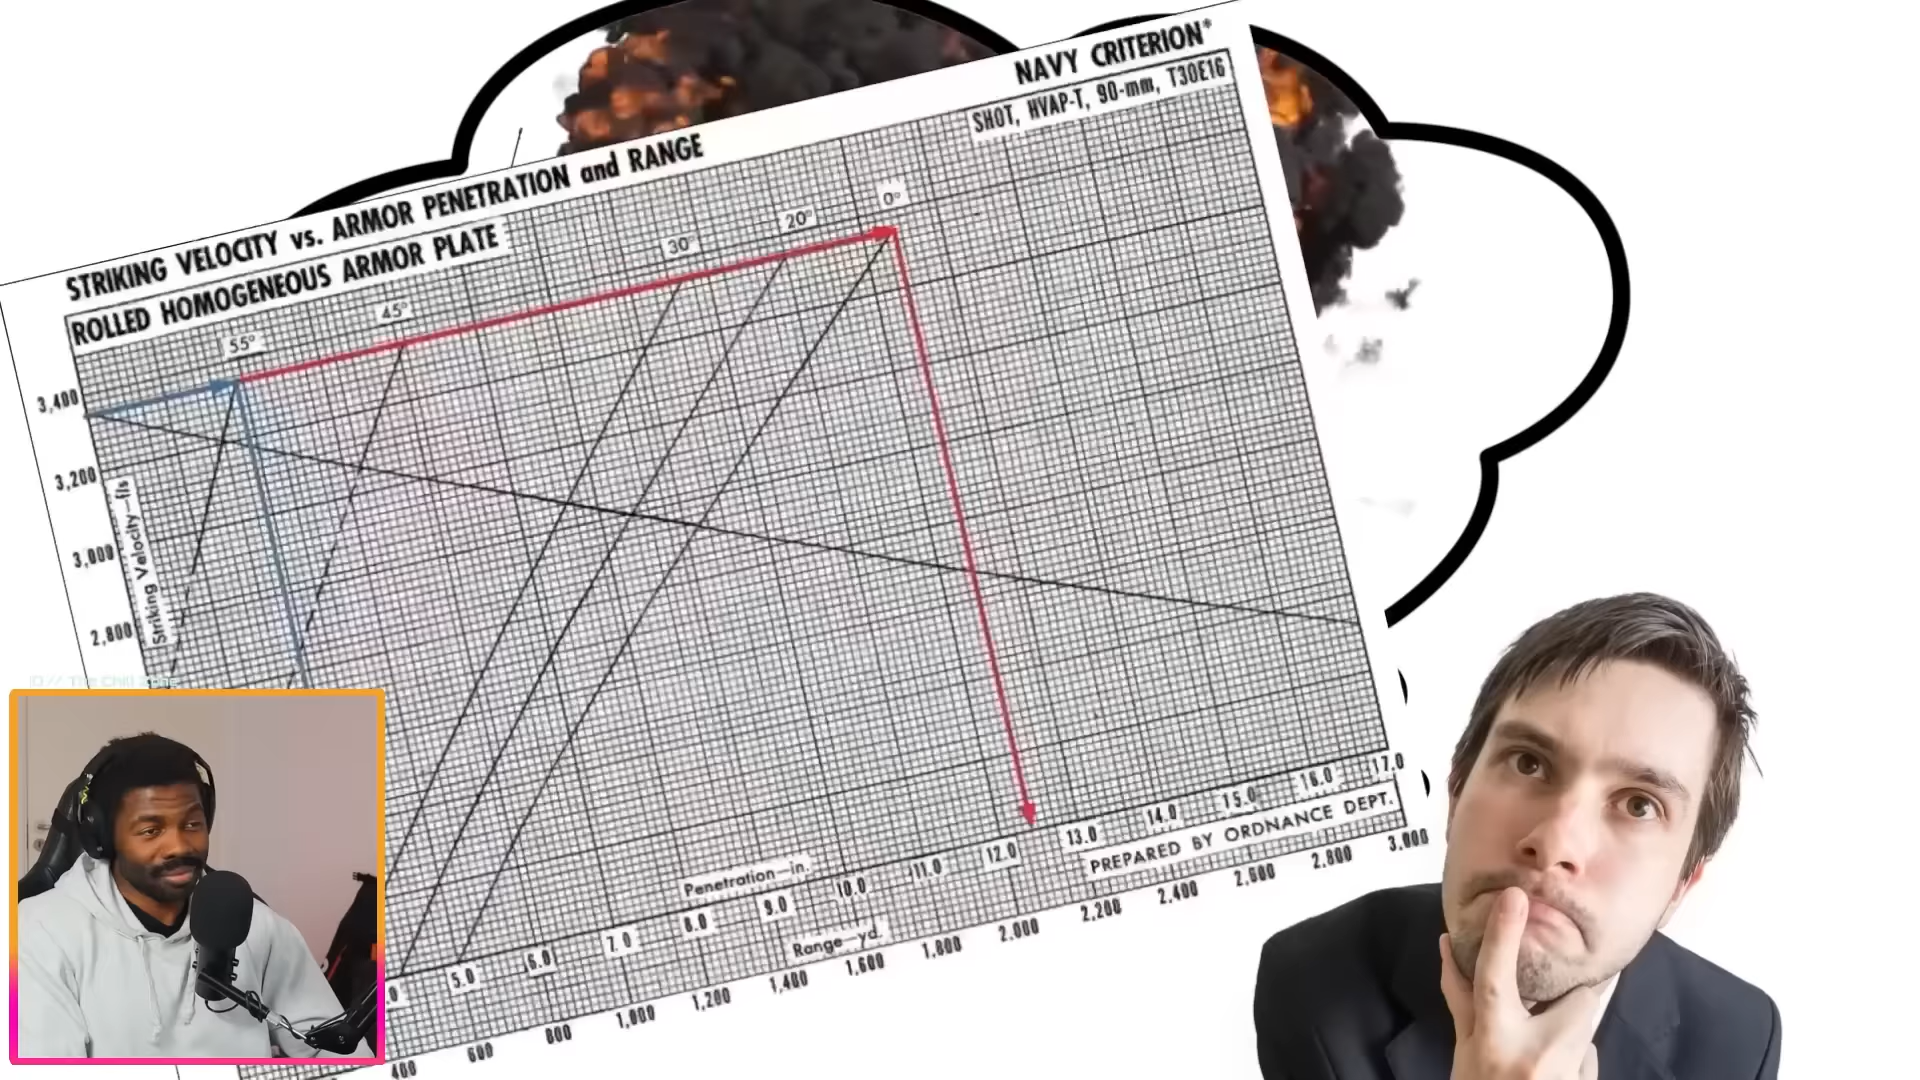 NAVY CRITERION*
SHOT, HVAP-T, 90-mm, T30E16
STRIKING VELOCITY vs. ARMOR PENETRATION and RANGE
ROLLED HOMOGENEOUS ARMOR PLATE
55° 45° 30° 20° 0°
3,400
3,200
3,000
2,800
Striking Velocity—f/s
// The Chill Zone
5.0 6.0 7.0 8.0 9.0 10.0 11.0 12.0 13.0 14.0 15.0 16.0 17.0
Penetration—in.
PREPARED BY ORDNANCE DEPT.
Range—yd.
400 600 800 1,000 1,200 1,400 1,600 1,800 2,000 2,200 2,400 2,800 3,000